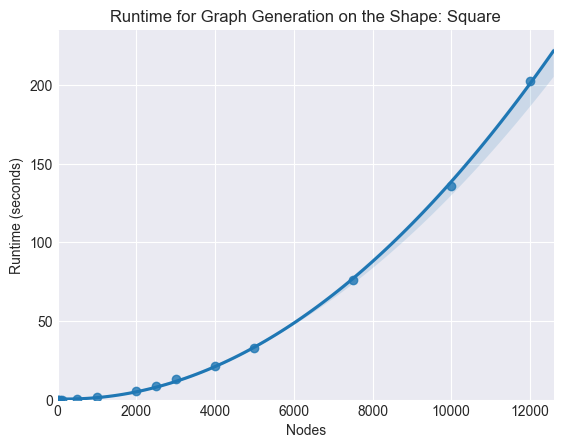 Runtime for Graph Generation on the Shape: Square
200
150
100
50
0
Runtime (seconds)
0 2000 4000 6000 8000 10000 12000
Nodes